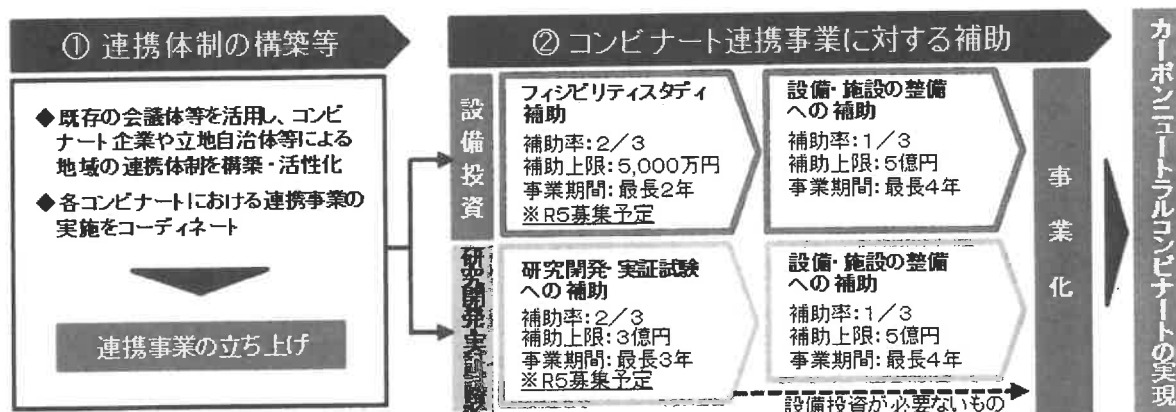 ① 連携体制の構築等
◆既存の会議体等を活用し、コンビ
ナート企業や立地自治体等による
地域の連携体制を構築・活性化
◆各コンビナートにおける連携事業の
実施をコーディネート
連携事業の立ち上げ
② コンビナート連携事業に対する補助
設備投資
フィジビリティスタディ
補助
補助率：2／3
補助上限：5,000万円
事業期間：最長2年
※R5募集予定
設備・施設の整備
への補助
補助率：1／3
補助上限：5億円
事業期間：最長4年
研究開発・実証試験
研究開発・実証試験
への補助
補助率：2／3
補助上限：3億円
事業期間：最長3年
※R5募集予定
設備・施設の整備
への補助
補助率：1／3
補助上限：5億円
事業期間：最長4年
設備投資が必要ないもの
事業化
カーボンニュートラルコンビナートの実現